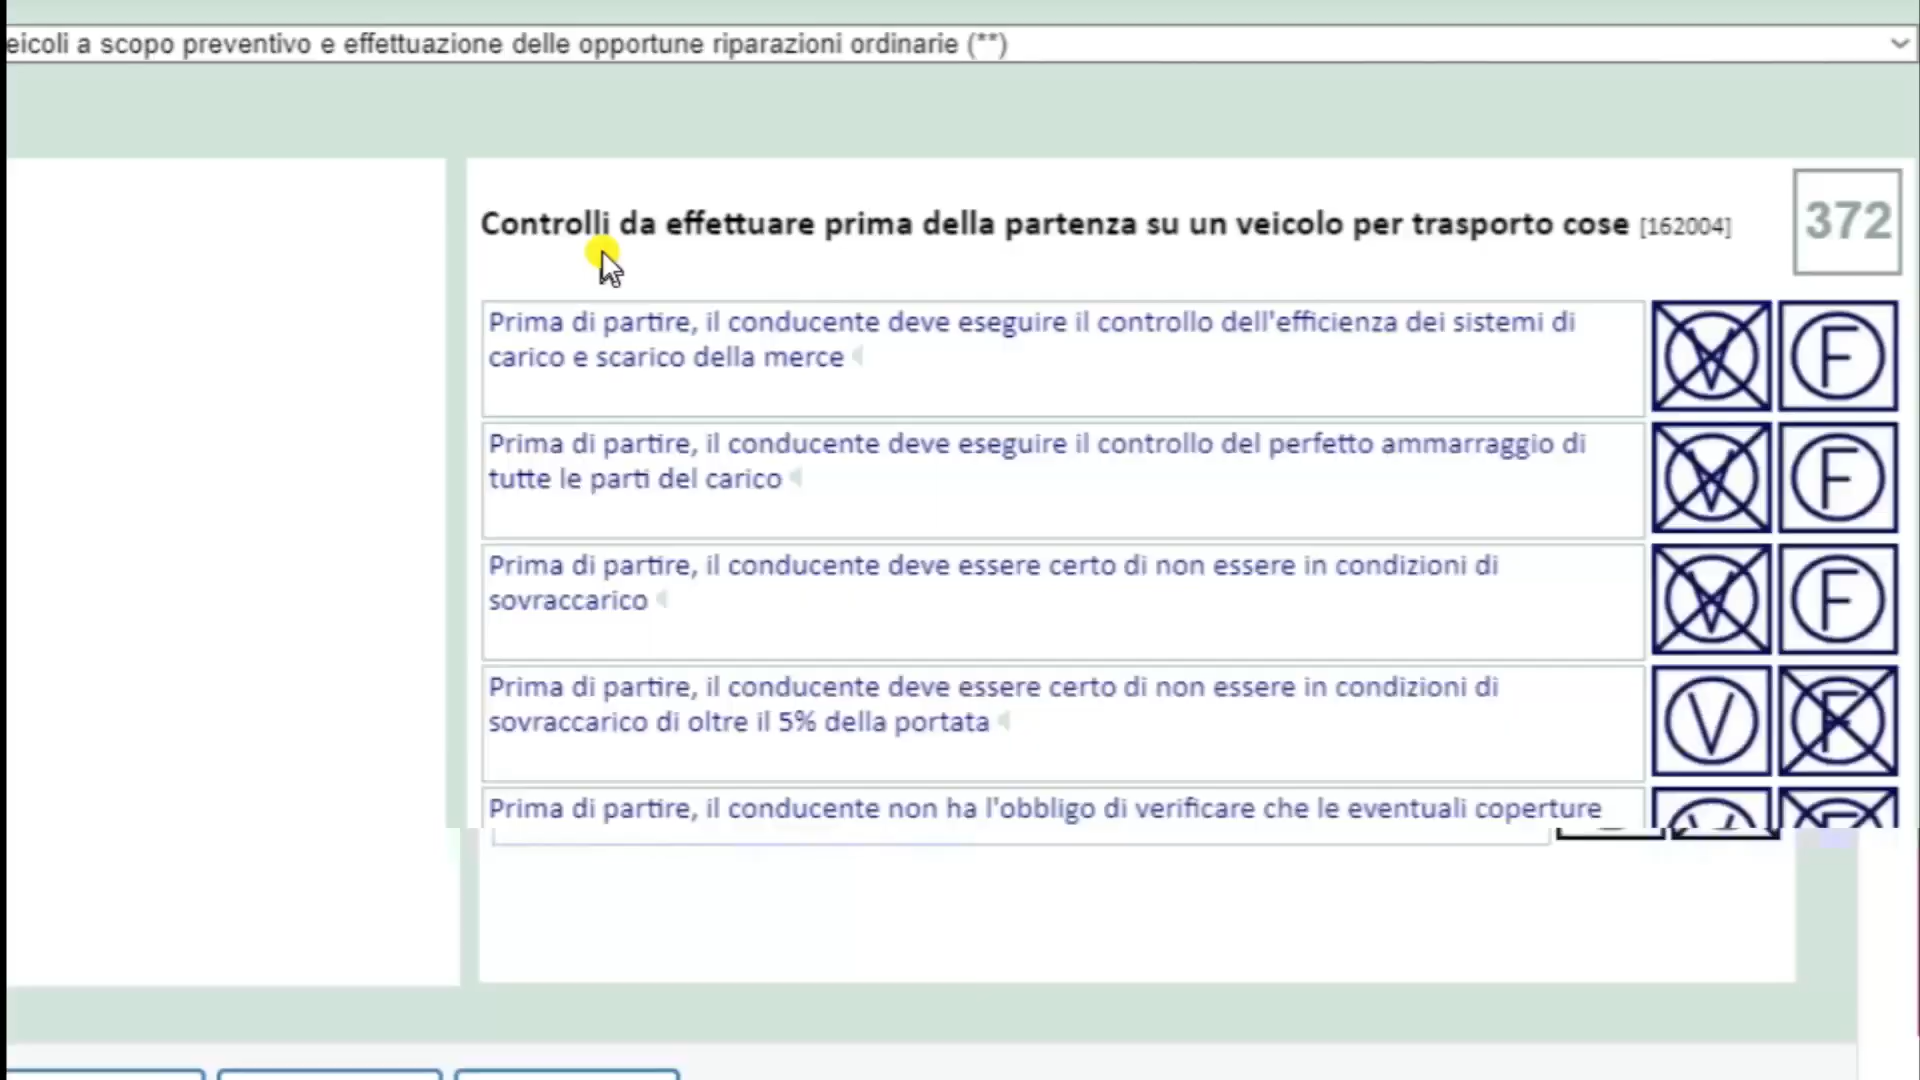 eicoli a scopo preventivo e effettuazione delle opportune riparazioni ordinarie (**)
Controlli da effettuare prima della partenza su un veicolo per trasporto cose [162004]
372
Prima di partire, il conducente deve eseguire il controllo dell'efficienza dei sistemi di
carico e scarico della merce
V F
Prima di partire, il conducente deve eseguire il controllo del perfetto ammarraggio di
tutte le parti del carico
V F
Prima di partire, il conducente deve essere certo di non essere in condizioni di
sovraccarico
V F
Prima di partire, il conducente deve essere certo di non essere in condizioni di
sovraccarico di oltre il 5% della portata
V F
Prima di partire, il conducente non ha l'obbligo di verificare che le eventuali coperture